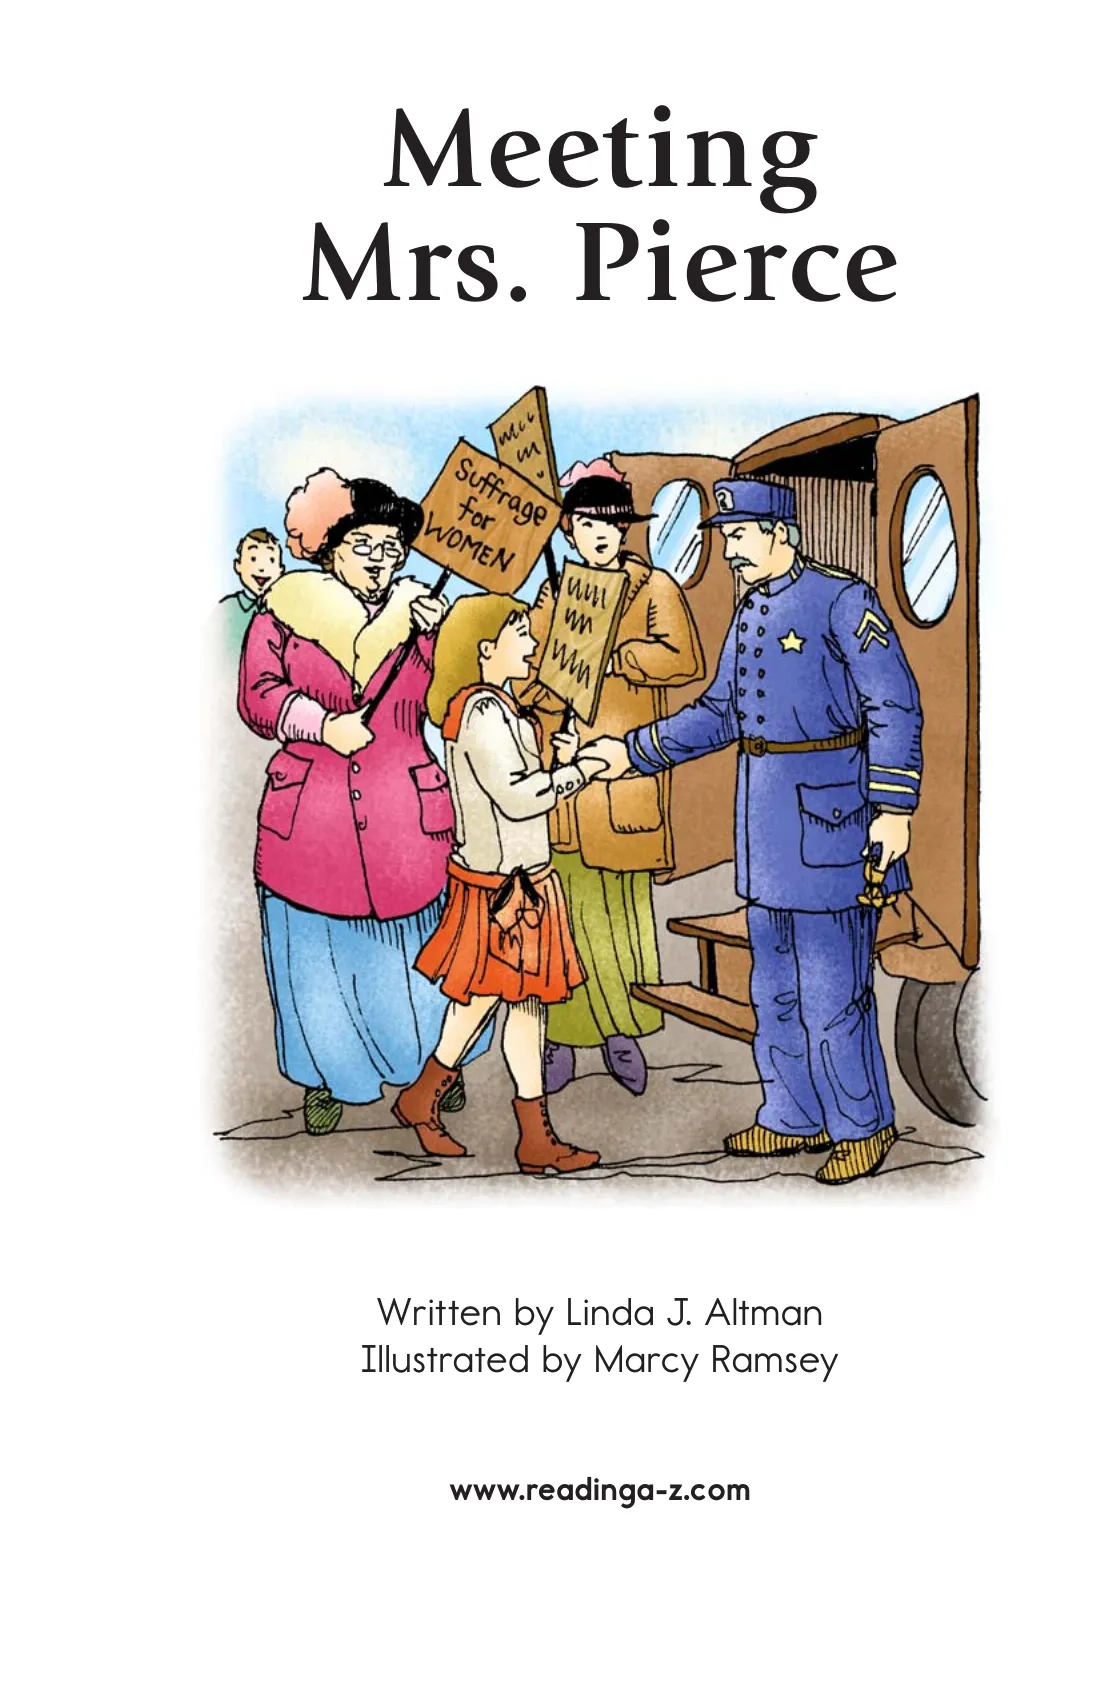 Meeting
Mrs. Pierce
Suffrage
for
WOMEN
Written by Linda J. Altman
Illustrated by Marcy Ramsey
www.readinga-z.com